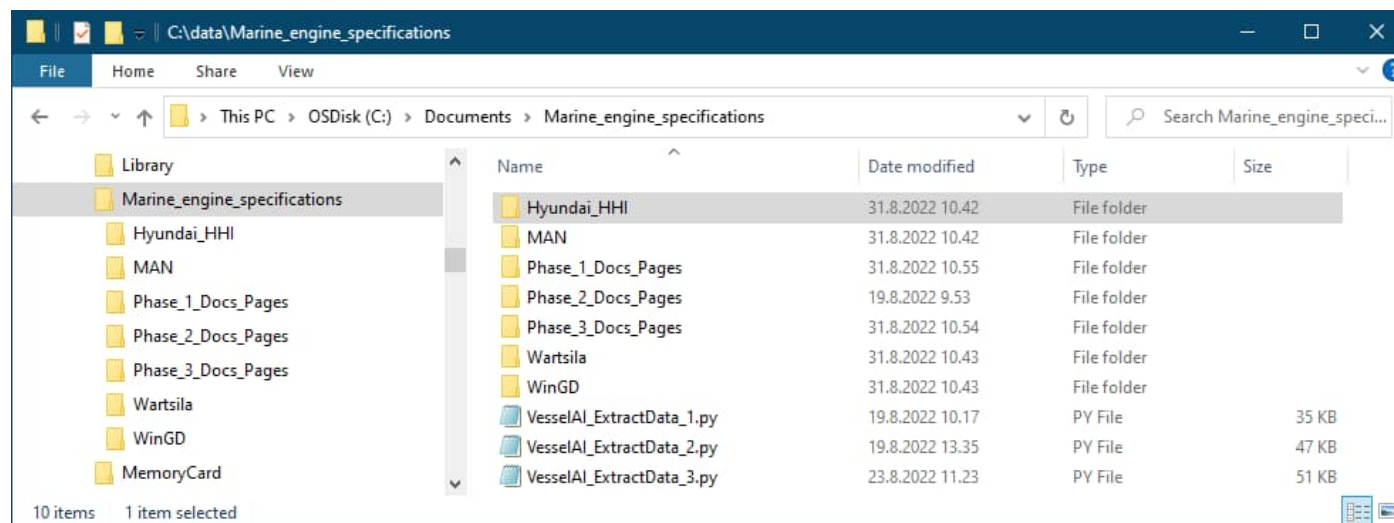 C:\data\Marine_engine_specifications
File Home Share View
This PC > OSDisk (C:) > Documents > Marine_engine_specifications
Search Marine_engine_speci...
Library
Marine_engine_specifications
Hyundai_HHI
MAN
Phase_1_Docs_Pages
Phase_2_Docs_Pages
Phase_3_Docs_Pages
Wartsila
WinGD
MemoryCard
Name Date modified Type Size
Hyundai_HHI 31.8.2022 10.42 File folder
MAN 31.8.2022 10.42 File folder
Phase_1_Docs_Pages 31.8.2022 10.55 File folder
Phase_2_Docs_Pages 19.8.2022 9.53 File folder
Phase_3_Docs_Pages 31.8.2022 10.54 File folder
Wartsila 31.8.2022 10.43 File folder
WinGD 31.8.2022 10.43 File folder
VesselAI_ExtractData_1.py 19.8.2022 10.17 PY File 35 KB
VesselAI_ExtractData_2.py 19.8.2022 13.35 PY File 47 KB
VesselAI_ExtractData_3.py 23.8.2022 11.23 PY File 51 KB
10 items 1 item selected